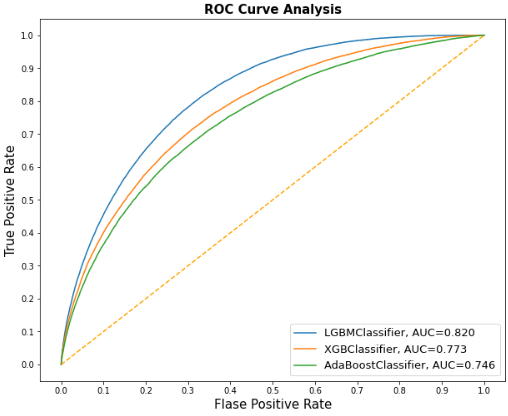 ROC Curve Analysis
1.0
0.9
0.8
0.7
0.6
0.5
0.4
0.3
0.2
0.1
0.0
True Positive Rate
0.0 0.1 0.2 0.3 0.4 0.5 0.6 0.7 0.8 0.9 1.0
Flase Positive Rate
LGBMClassifier, AUC=0.820
XGBClassifier, AUC=0.773
AdaBoostClassifier, AUC=0.746